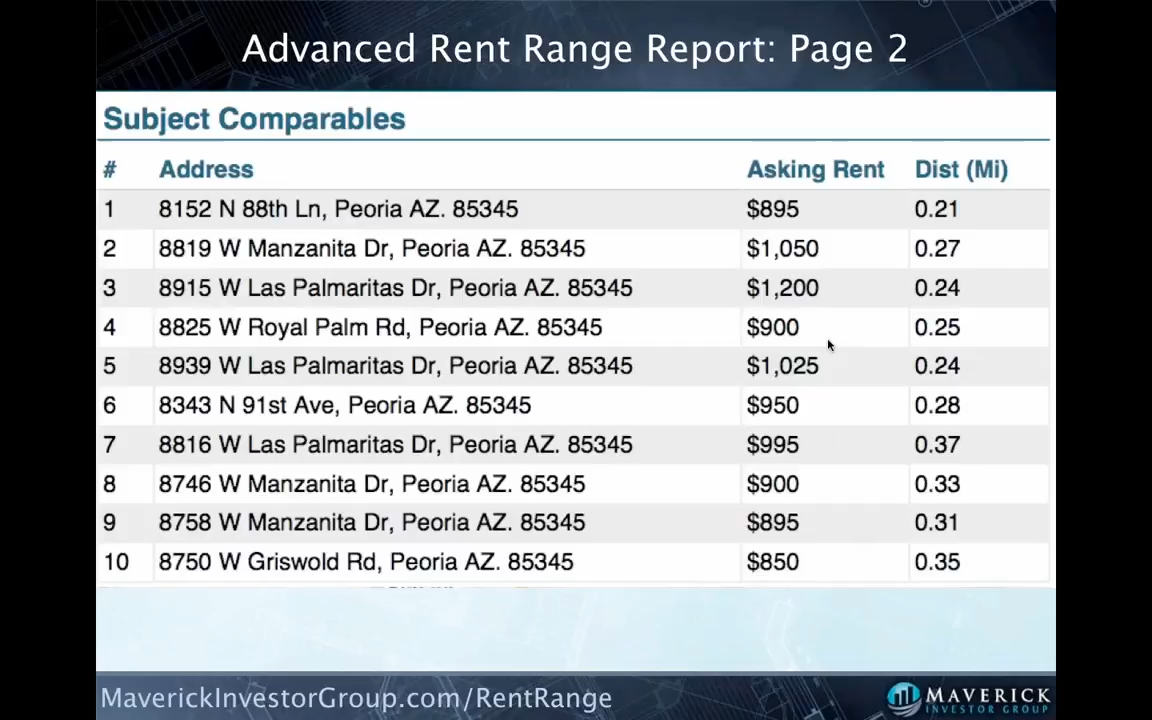 Advanced Rent Range Report: Page 2
Subject Comparables
# Address Asking Rent Dist (Mi)
1 8152 N 88th Ln, Peoria AZ. 85345 $895 0.21
2 8819 W Manzanita Dr, Peoria AZ. 85345 $1,050 0.27
3 8915 W Las Palmaritas Dr, Peoria AZ. 85345 $1,200 0.24
4 8825 W Royal Palm Rd, Peoria AZ. 85345 $900 0.25
5 8939 W Las Palmaritas Dr, Peoria AZ. 85345 $1,025 0.24
6 8343 N 91st Ave, Peoria AZ. 85345 $950 0.28
7 8816 W Las Palmaritas Dr, Peoria AZ. 85345 $995 0.37
8 8746 W Manzanita Dr, Peoria AZ. 85345 $900 0.33
9 8758 W Manzanita Dr, Peoria AZ. 85345 $895 0.31
10 8750 W Griswold Rd, Peoria AZ. 85345 $850 0.35
MaverickInvestorGroup.com/RentRange
MAVERICK
INVESTOR GROUP